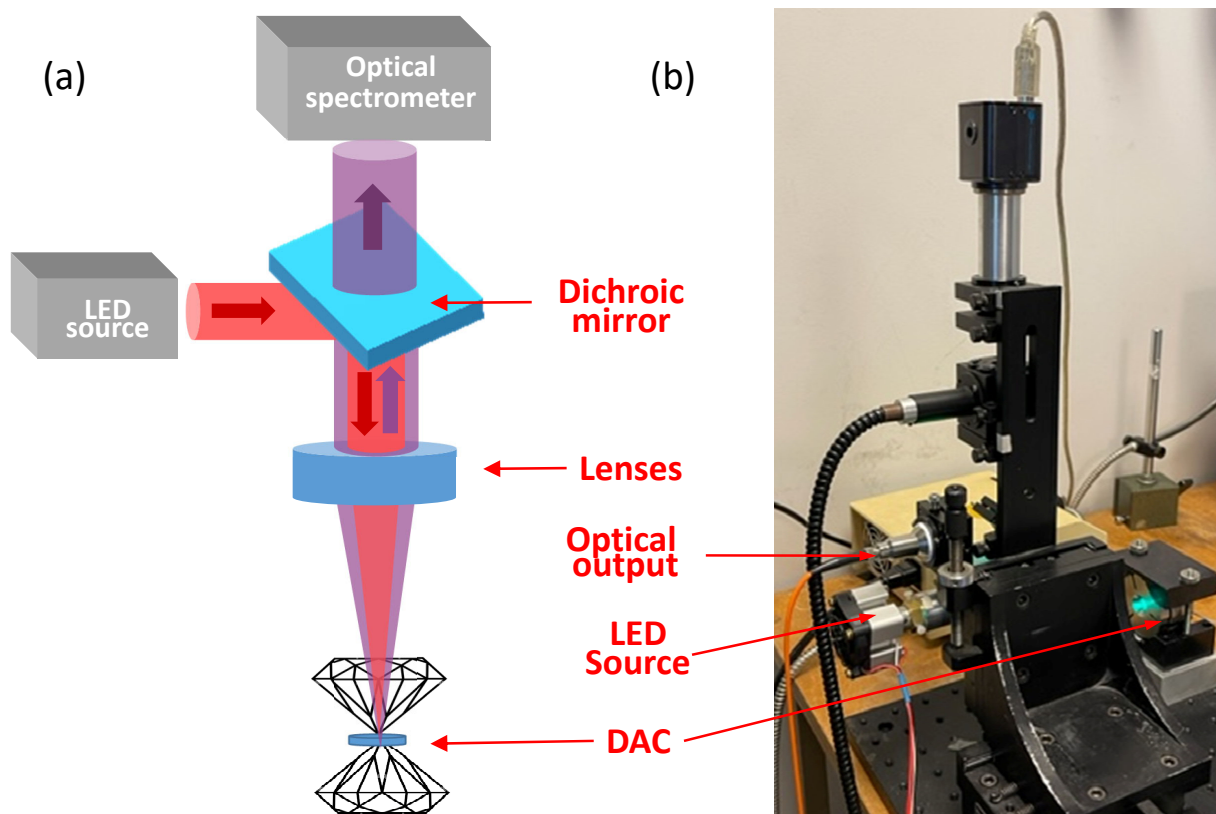 (a)
Optical
spectrometer
(b)
LED
source
Dichroic
mirror
Lenses
Optical
output
LED
Source
DAC